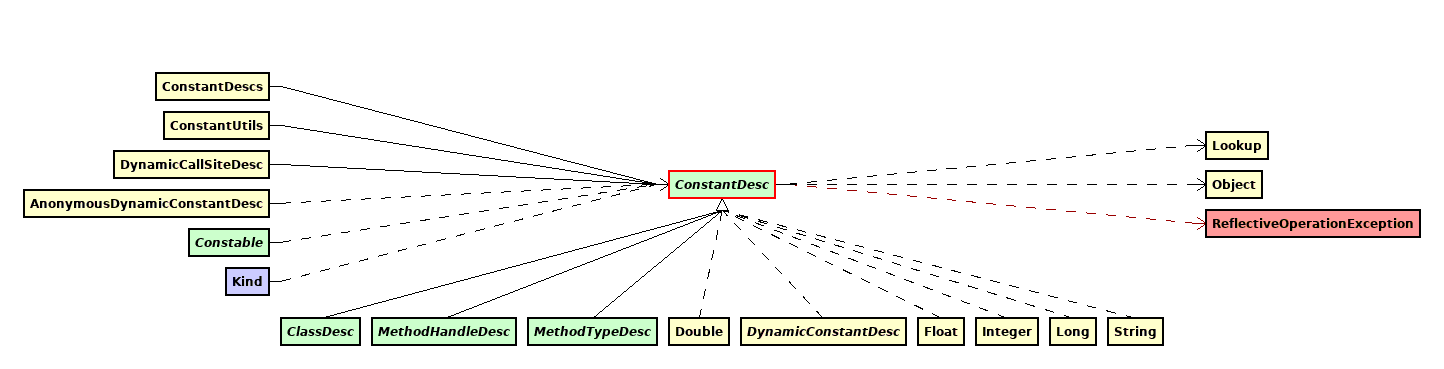 ConstantDescs
ConstantUtils
DynamicCallSiteDesc
AnonymousDynamicConstantDesc
Constable
Kind
ConstantDesc
Lookup
Object
ReflectiveOperationException
ClassDesc
MethodHandleDesc
MethodTypeDesc
Double
DynamicConstantDesc
Float
Integer
Long
String